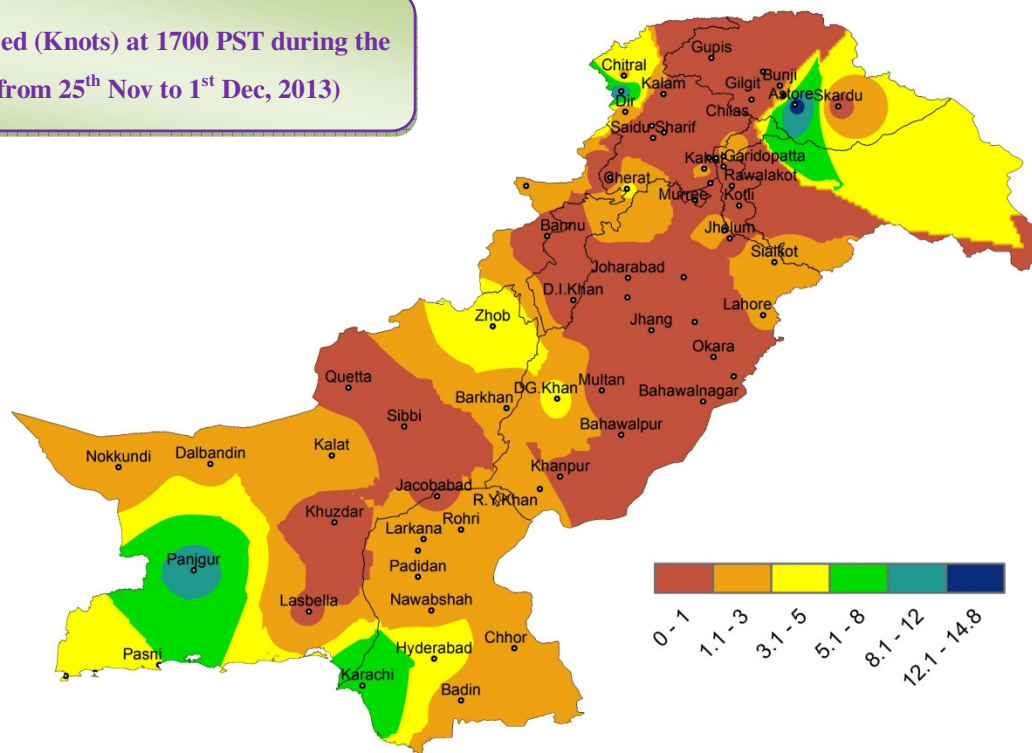 ed (Knots) at 1700 PST during the
from 25th Nov to 1st Dec, 2013)
Gupis
Chitral
Bunji
Gilgit
Kalam
Astore
Skardu
Dir
Chilas
Saidu Sharif
Garidopatta
Cherat
Rawalakot
Murree
Kotli
Bannu
Jhelum
Sialkot
Joharabad
D.I.Khan
Lahore
Zhob
Jhang
Okara
Quetta
D.G.Khan
Multan
Barkhan
Bahawalnagar
Sibbi
Bahawalpur
Kalat
Nokkundi
Dalbandin
Khanpur
Jacobabad
R.Y.Khan
Khuzdar
Larkana
Rohri
Panjgur
Padidan
Lasbella
Nawabshah
Chhor
Hyderabad
Pasni
Karachi
Badin
0 - 1
1.1 - 3
3.1 - 5
5.1 - 8
8.1 - 12
12.1 - 14.8